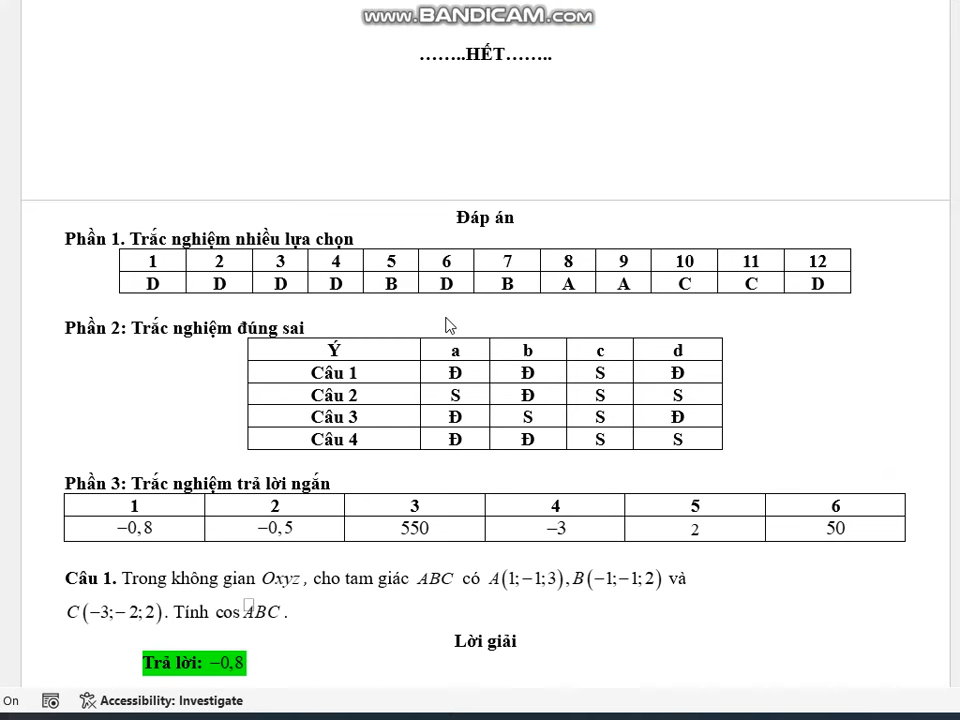 www.BANDICAM.com
……..HẾT……..
Đáp án
Phần 1. Trắc nghiệm nhiều lựa chọn
1 2 3 4 5 6 7 8 9 10 11 12
D D D D B D B A A C C D
Phần 2: Trắc nghiệm đúng sai
Ý a b c d
Câu 1 Đ Đ S Đ
Câu 2 S Đ S S
Câu 3 Đ S S Đ
Câu 4 Đ Đ S S
Phần 3: Trắc nghiệm trả lời ngắn
1 2 3 4 5 6
−0,8 −0,5 550 −3 2 50
Câu 1. Trong không gian Oxyz, cho tam giác ABC có A(1;−1;3), B(−1;−1;2) và
C(−3;−2;2). Tính cos ABC.
Lời giải
Trả lời: −0,8
On Accessibility: Investigate